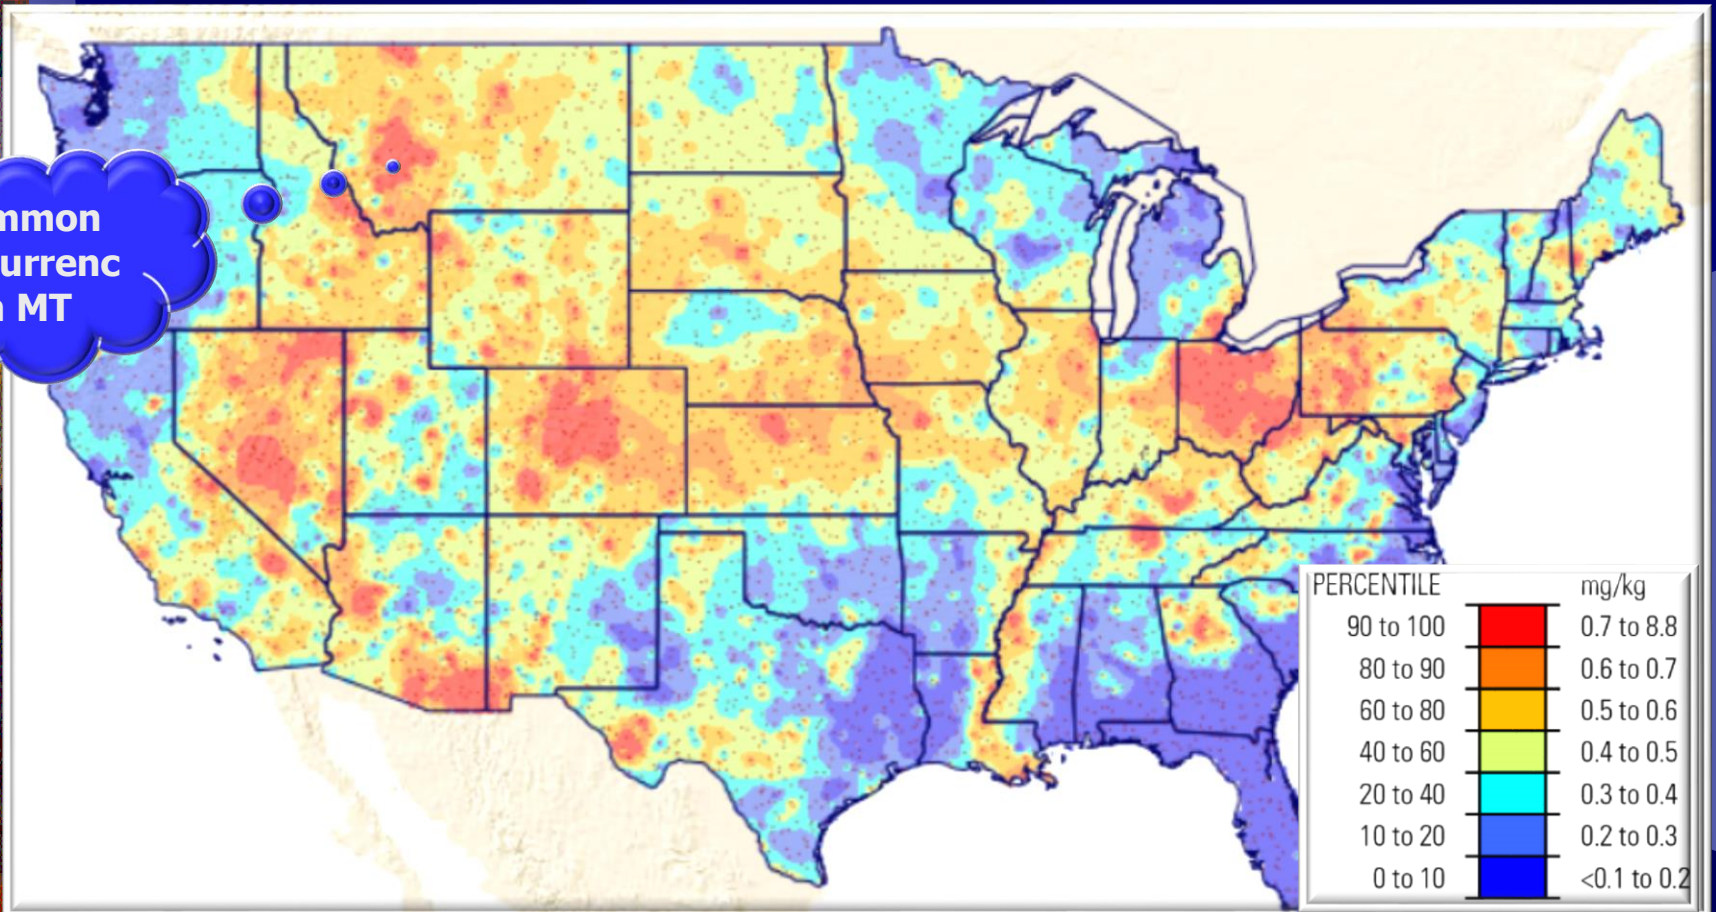 mmon
urrenc
MT
PERCENTILE mg/kg
90 to 100 0.7 to 8.8
80 to 90 0.6 to 0.7
60 to 80 0.5 to 0.6
40 to 60 0.4 to 0.5
20 to 40 0.3 to 0.4
10 to 20 0.2 to 0.3
0 to 10 <0.1 to 0.2